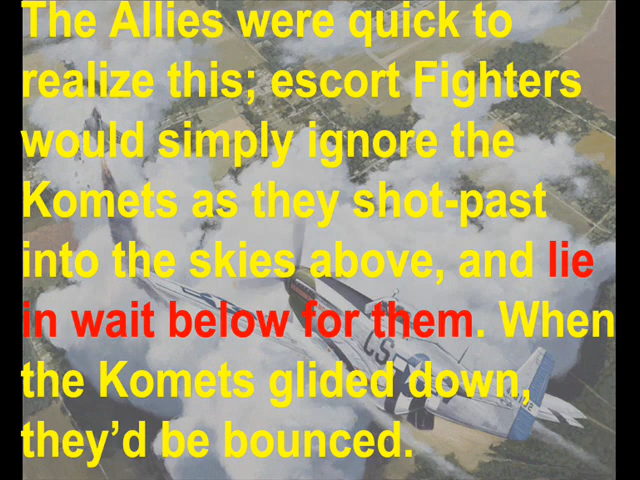 The Allies were quick to
realize this; escort Fighters
would simply ignore the
Komets as they shot-past
into the skies above, and lie
in wait below for them. When
the Komets glided down,
they’d be bounced.
CS